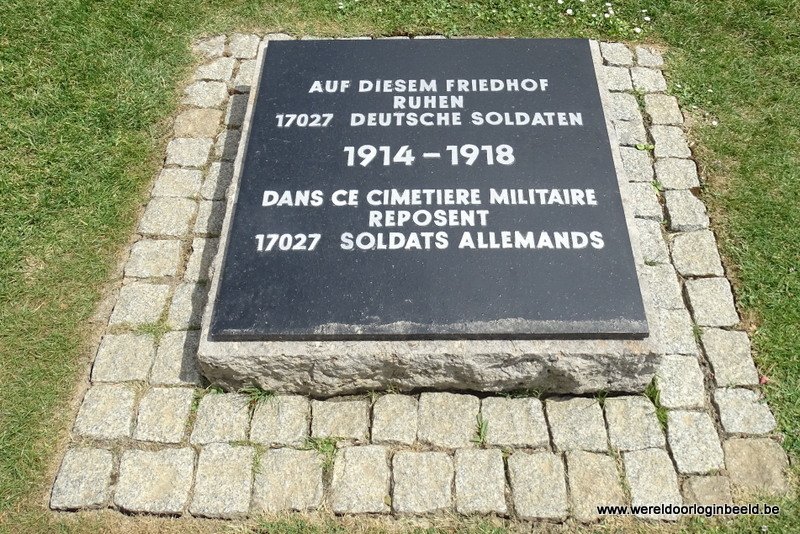 AUF DIESEM FRIEDHOF
RUHEN
17027 DEUTSCHE SOLDATEN
1914 – 1918
DANS CE CIMETIERE MILITAIRE
REPOSENT
17027 SOLDATS ALLEMANDS
www.wereldoorloginbeeld.be